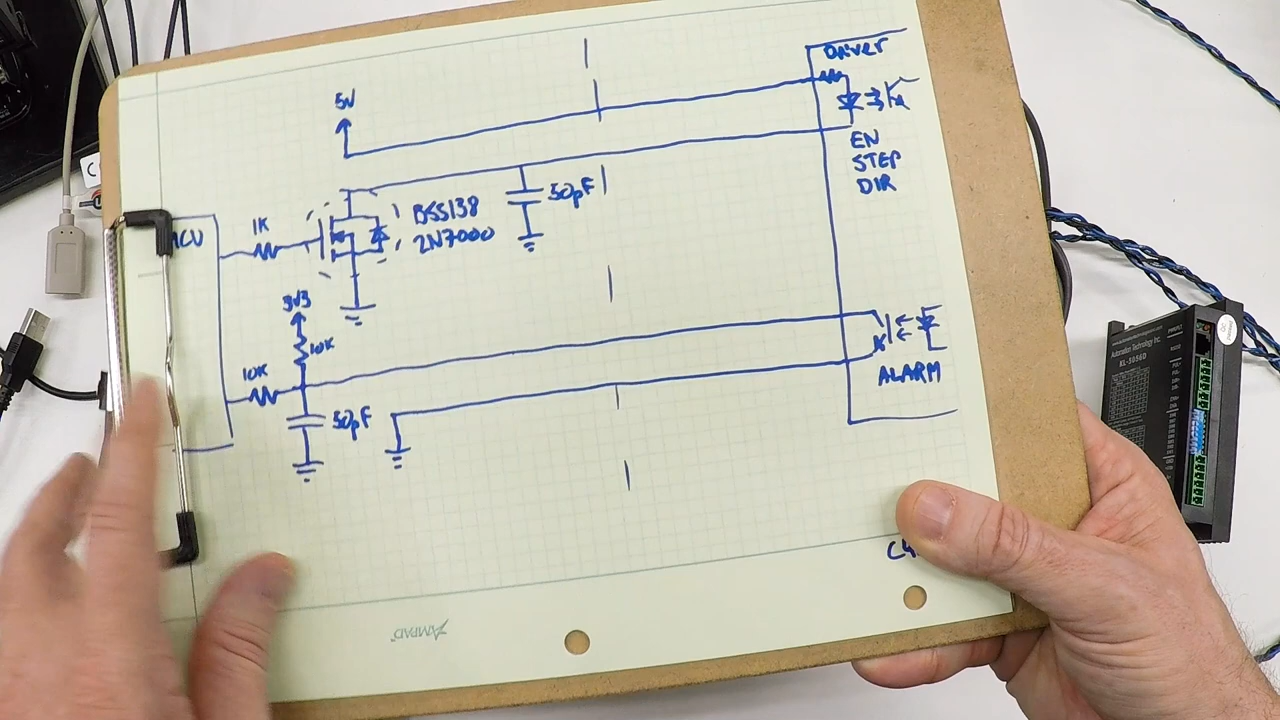 Driver
5V
EN
STEP
DIR
50pF
BSS138
2N7000
1K
3V3
10K
10K
50pF
ALARM
AMPAD
Automation Technology Inc.
KL-5056D